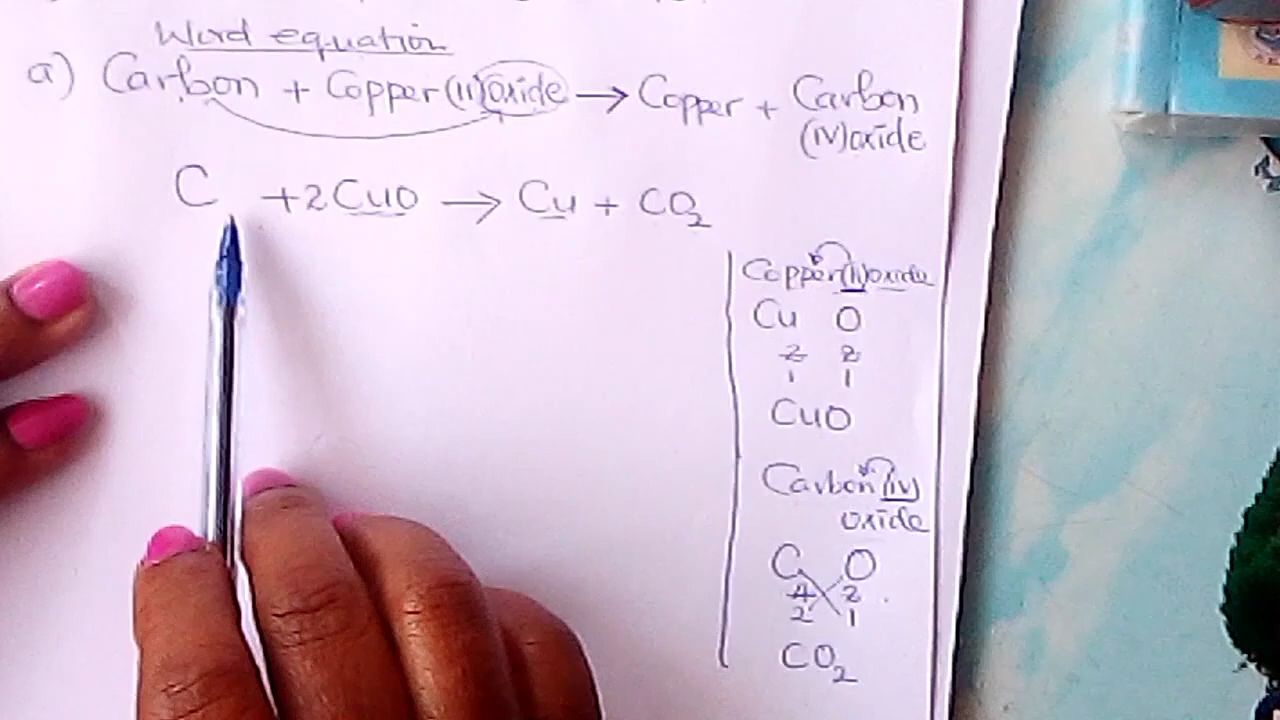 Word equation
a) Carbon + Copper(II)oxide → Copper + Carbon
(IV)oxide
C + 2CuO → Cu + CO₂
Copper(II)oxide
Cu O
2 2
1 1
CuO
Carbon(IV)
oxide
C O
4 2
2 1
CO₂